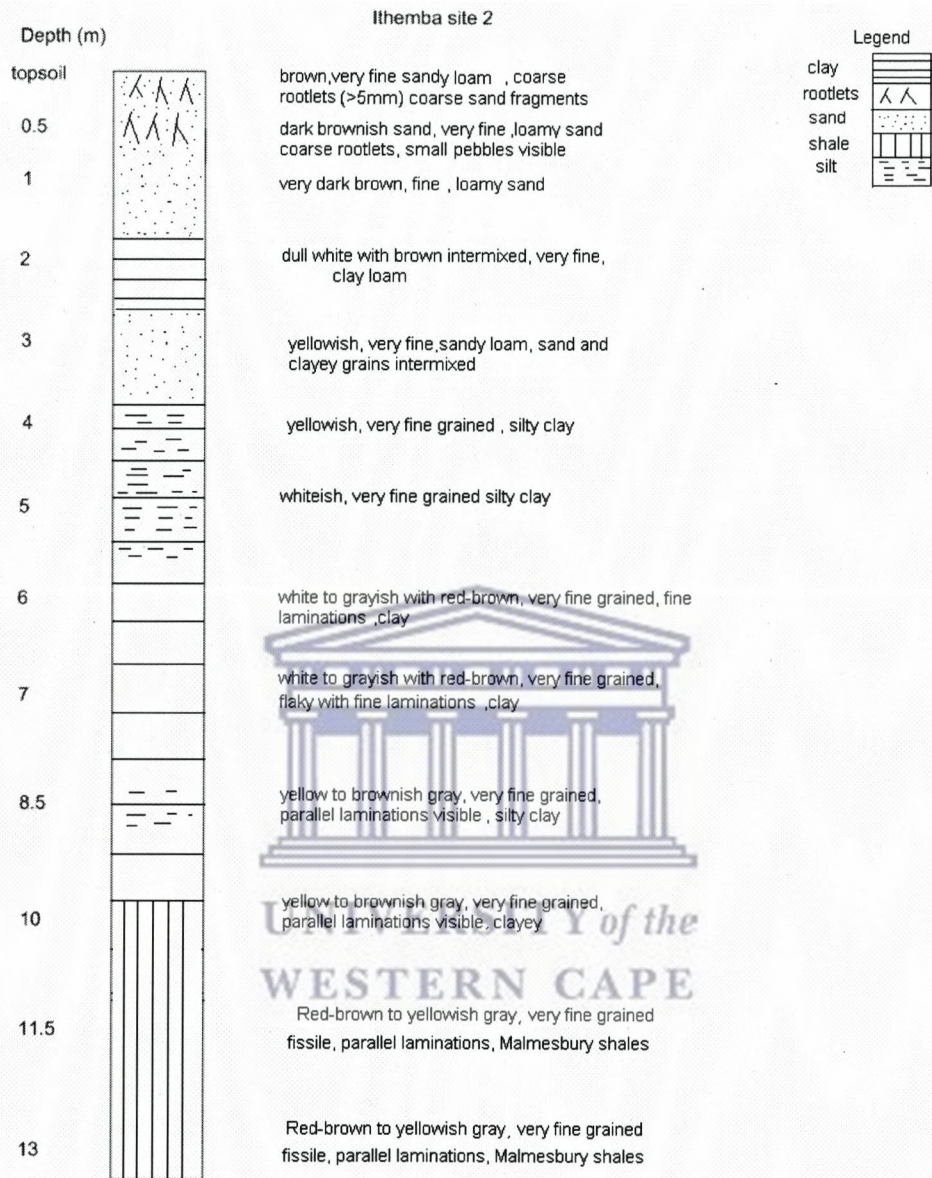 Ithemba site 2
Depth (m)
Legend
clay
rootlets
sand
shale
silt
topsoil
brown,very fine sandy loam , coarse
rootlets (>5mm) coarse sand fragments
0.5
dark brownish sand, very fine ,loamy sand
coarse rootlets, small pebbles visible
1
very dark brown, fine , loamy sand
2
dull white with brown intermixed, very fine,
clay loam
3
yellowish, very fine,sandy loam, sand and
clayey grains intermixed
4
yellowish, very fine grained , silty clay
5
whiteish, very fine grained silty clay
6
white to grayish with red-brown, very fine grained, fine
laminations ,clay
7
white to grayish with red-brown, very fine grained,
flaky with fine laminations ,clay
8.5
yellow to brownish gray, very fine grained,
parallel laminations visible , silty clay
10
yellow to brownish gray, very fine grained,
parallel laminations visible, clayey
UNIVERSITY of the
WESTERN CAPE
11.5
Red-brown to yellowish gray, very fine grained
fissile, parallel laminations, Malmesbury shales
13
Red-brown to yellowish gray, very fine grained
fissile, parallel laminations, Malmesbury shales